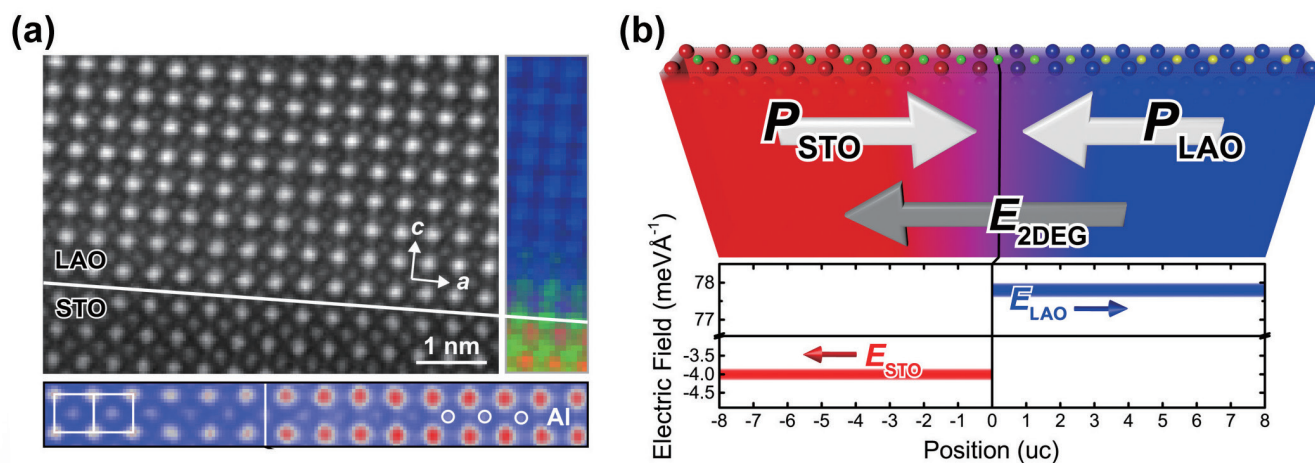 (a)
LAO
STO
c
a
1 nm
Al
(b)
P STO
P LAO
E 2DEG
Electric Field (meVÅ⁻¹)
78
77
-3.5
-4.0
-4.5
E LAO
E STO
-8 -7 -6 -5 -4 -3 -2 -1 0 1 2 3 4 5 6 7 8
Position (uc)